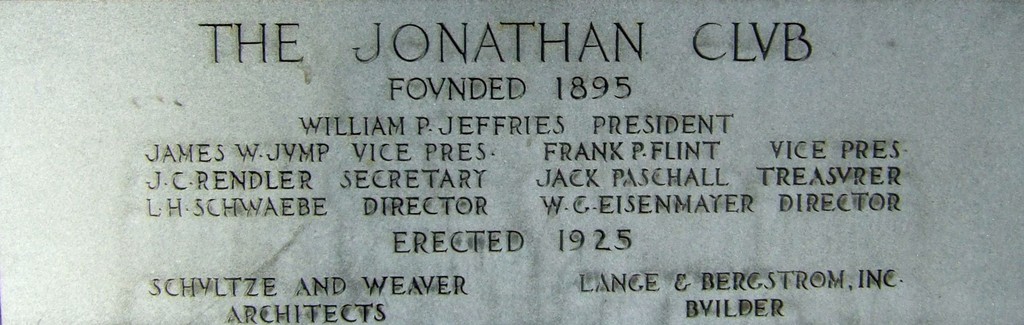 THE JONATHAN CLVB
FOVNDED 1895
WILLIAM P. JEFFRIES PRESIDENT
JAMES W. JVMP VICE PRES. FRANK P. FLINT VICE PRES.
J. C. RENDLER SECRETARY JACK PASCHALL TREASVRER
L. H. SCHWAEBE DIRECTOR W. G. EISENMAYER DIRECTOR
ERECTED 1925
SCHVLTZE AND WEAVER LANGE & BERGSTROM, INC.
ARCHITECTS BVILDER